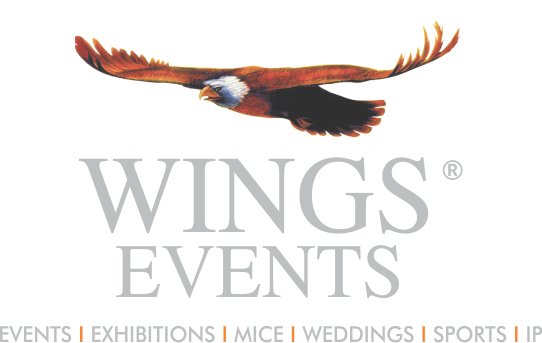 WINGS®
EVENTS
EVENTS | EXHIBITIONS | MICE | WEDDINGS | SPORTS | IP